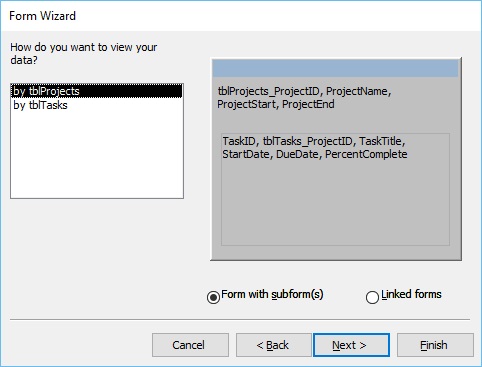 Form Wizard
How do you want to view your
data?
by tblProjects
by tblTasks
tblProjects_ProjectID, ProjectName,
ProjectStart, ProjectEnd
TaskID, tblTasks_ProjectID, TaskTitle,
StartDate, DueDate, PercentComplete
Form with subform(s)
Linked forms
Cancel
< Back
Next >
Finish